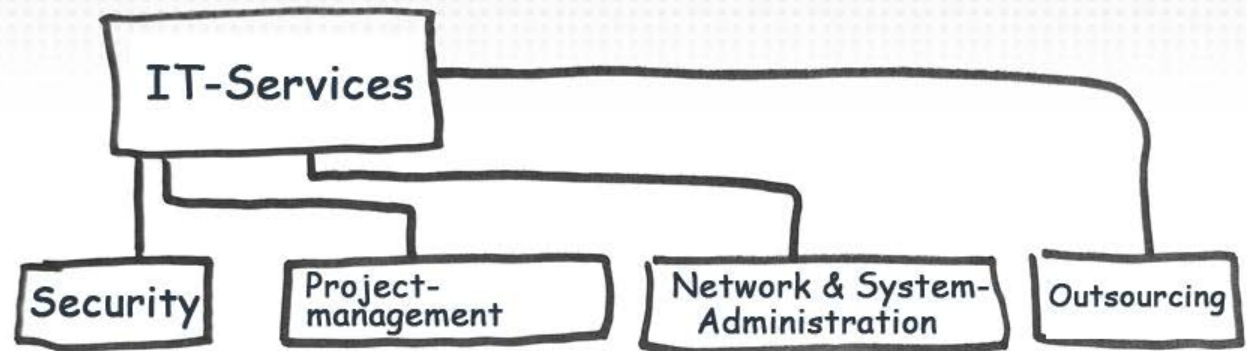 IT-Services
Security
Project-
management
Network & System-
Administration
Outsourcing